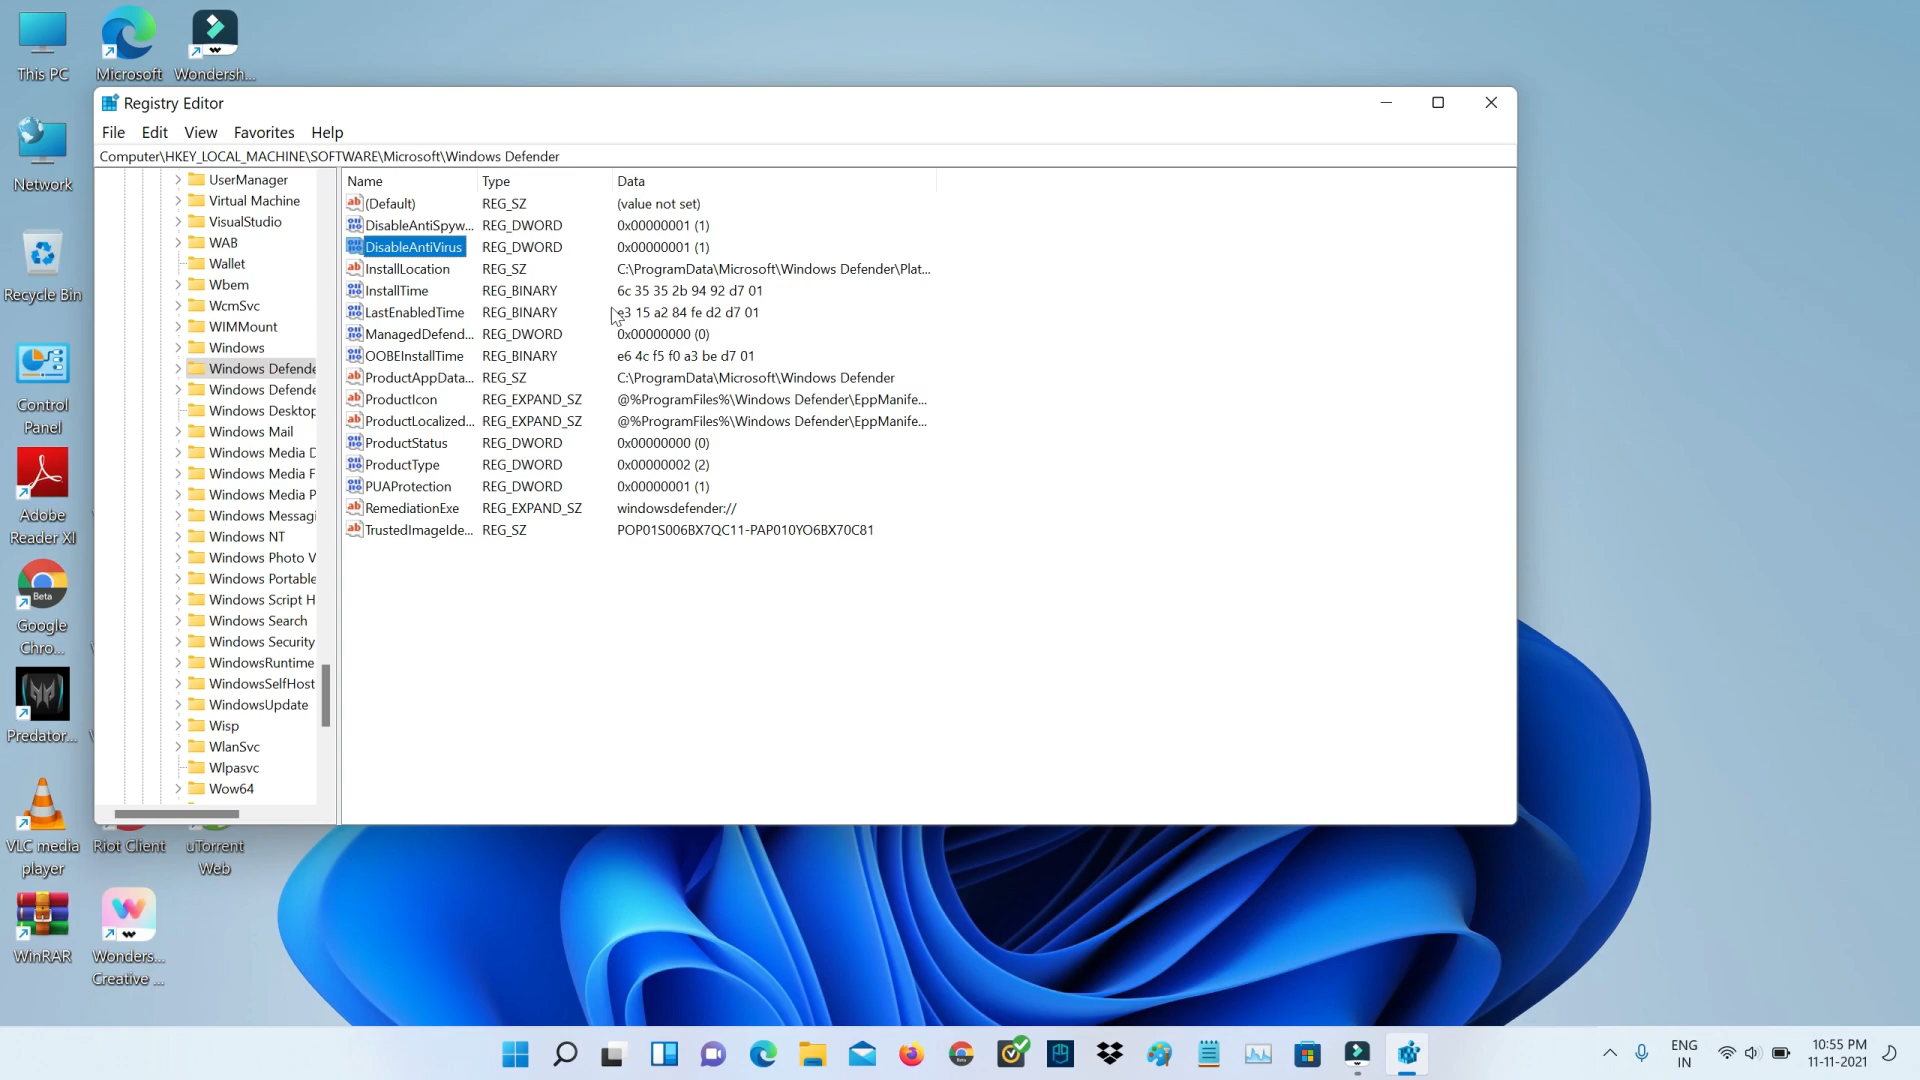 This PC
Microsoft
Wondersh...
Network
Recycle Bin
Control
Panel
Adobe
Reader XI
Beta
Google
Chro...
Predator...
VLC media
player
Riot Client
uTorrent
Web
WinRAR
Wonders...
Creative ...
Registry Editor
File Edit View Favorites Help
Computer\HKEY_LOCAL_MACHINE\SOFTWARE\Microsoft\Windows Defender
UserManager
Virtual Machine
VisualStudio
WAB
Wallet
Wbem
WcmSvc
WIMMount
Windows
Windows Defende
Windows Defende
Windows Desktop
Windows Mail
Windows Media D
Windows Media F
Windows Media P
Windows Messagi
Windows NT
Windows Photo V
Windows Portable
Windows Script H
Windows Search
Windows Security
WindowsRuntime
WindowsSelfHost
WindowsUpdate
Wisp
WlanSvc
Wlpasvc
Wow64
Name Type Data
(Default) REG_SZ (value not set)
DisableAntiSpyw... REG_DWORD 0x00000001 (1)
DisableAntiVirus REG_DWORD 0x00000001 (1)
InstallLocation REG_SZ C:\ProgramData\Microsoft\Windows Defender\Plat...
InstallTime REG_BINARY 6c 35 35 2b 94 92 d7 01
LastEnabledTime REG_BINARY e3 15 a2 84 fe d2 d7 01
ManagedDefend... REG_DWORD 0x00000000 (0)
OOBEInstallTime REG_BINARY e6 4c f5 f0 a3 be d7 01
ProductAppData... REG_SZ C:\ProgramData\Microsoft\Windows Defender
ProductIcon REG_EXPAND_SZ @%ProgramFiles%\Windows Defender\EppManife...
ProductLocalized... REG_EXPAND_SZ @%ProgramFiles%\Windows Defender\EppManife...
ProductStatus REG_DWORD 0x00000000 (0)
ProductType REG_DWORD 0x00000002 (2)
PUAProtection REG_DWORD 0x00000001 (1)
RemediationExe REG_EXPAND_SZ windowsdefender://
TrustedImageIde... REG_SZ POP01S006BX7QC11-PAP010YO6BX70C81
ENG
IN
10:55 PM
11-11-2021